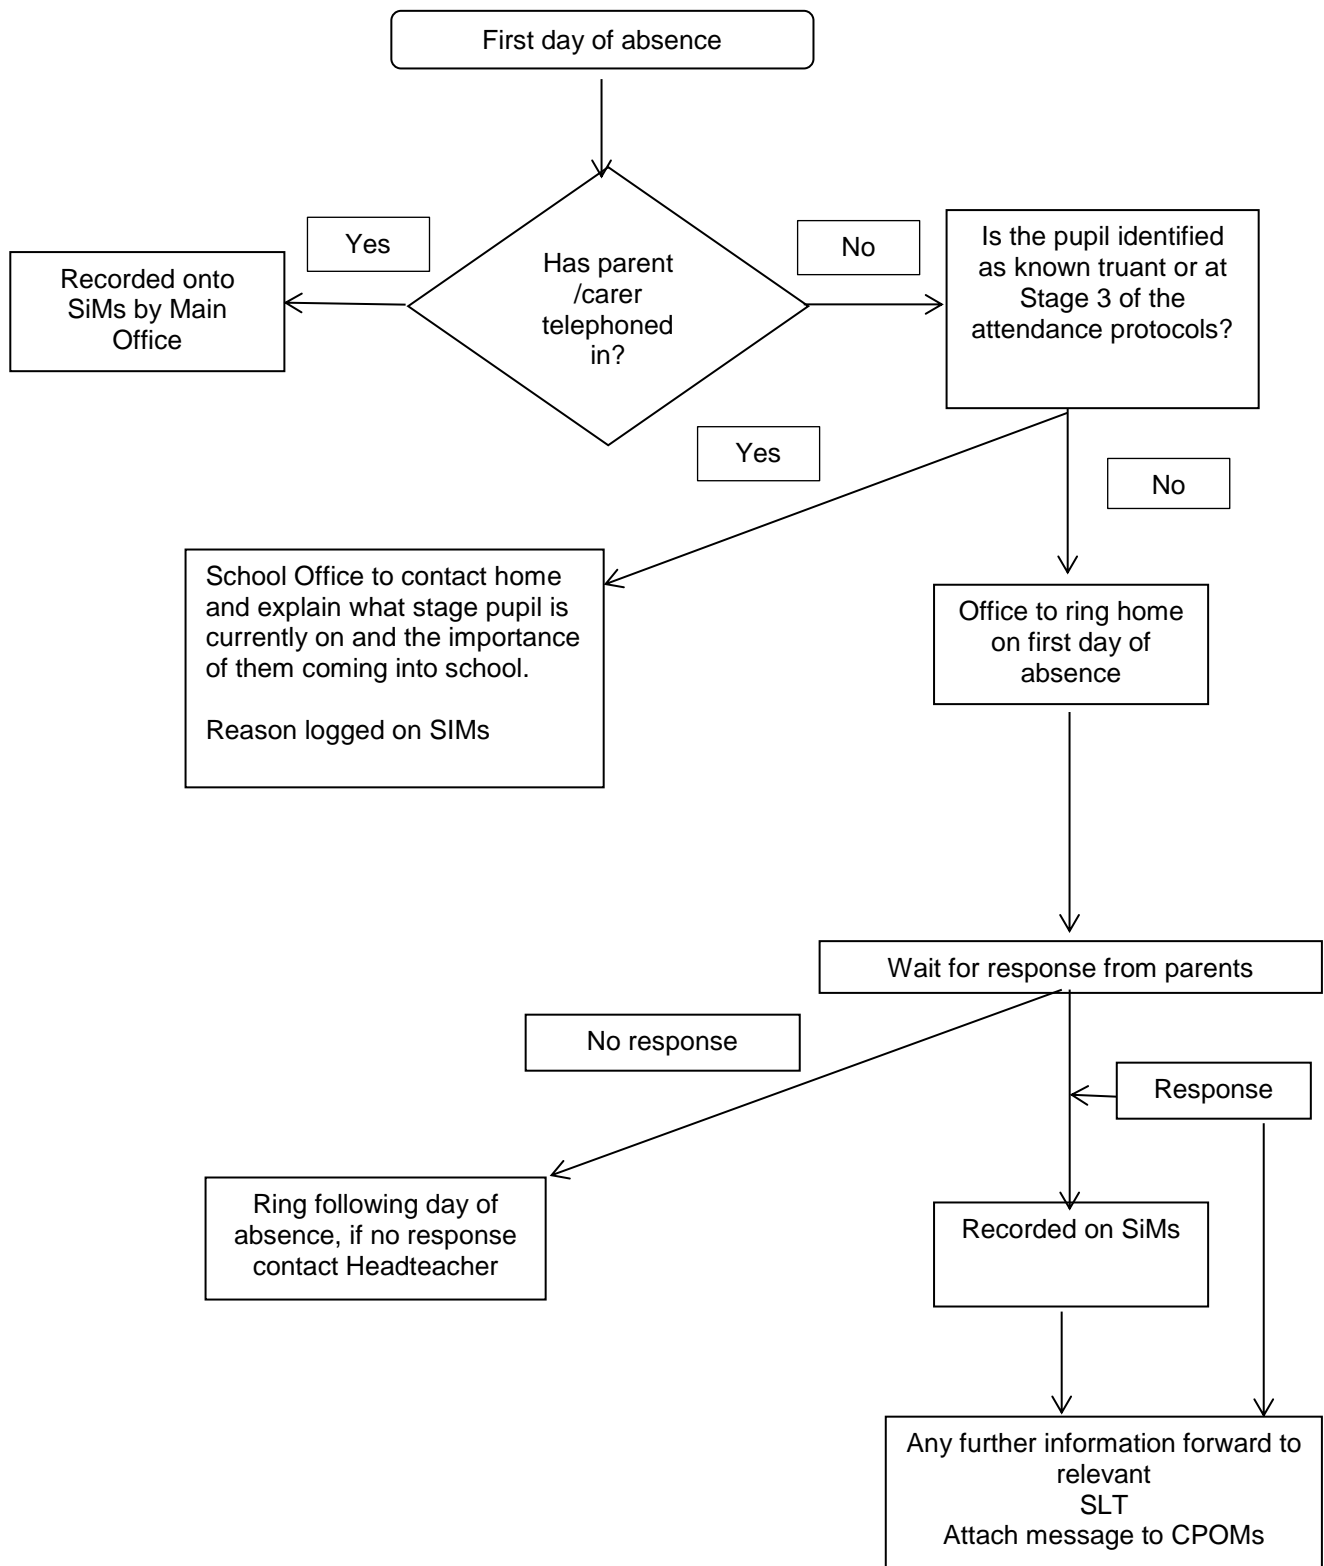 First day of absence
Yes
No
Recorded onto
SiMs by Main
Office
Has parent
/carer
telephoned
in?
Is the pupil identified
as known truant or at
Stage 3 of the
attendance protocols?
Yes
No
School Office to contact home
and explain what stage pupil is
currently on and the importance
of them coming into school.
Reason logged on SIMs
Office to ring home
on first day of
absence
Wait for response from parents
No response
Response
Ring following day of
absence, if no response
contact Headteacher
Recorded on SiMs
Any further information forward to
relevant
SLT
Attach message to CPOMs